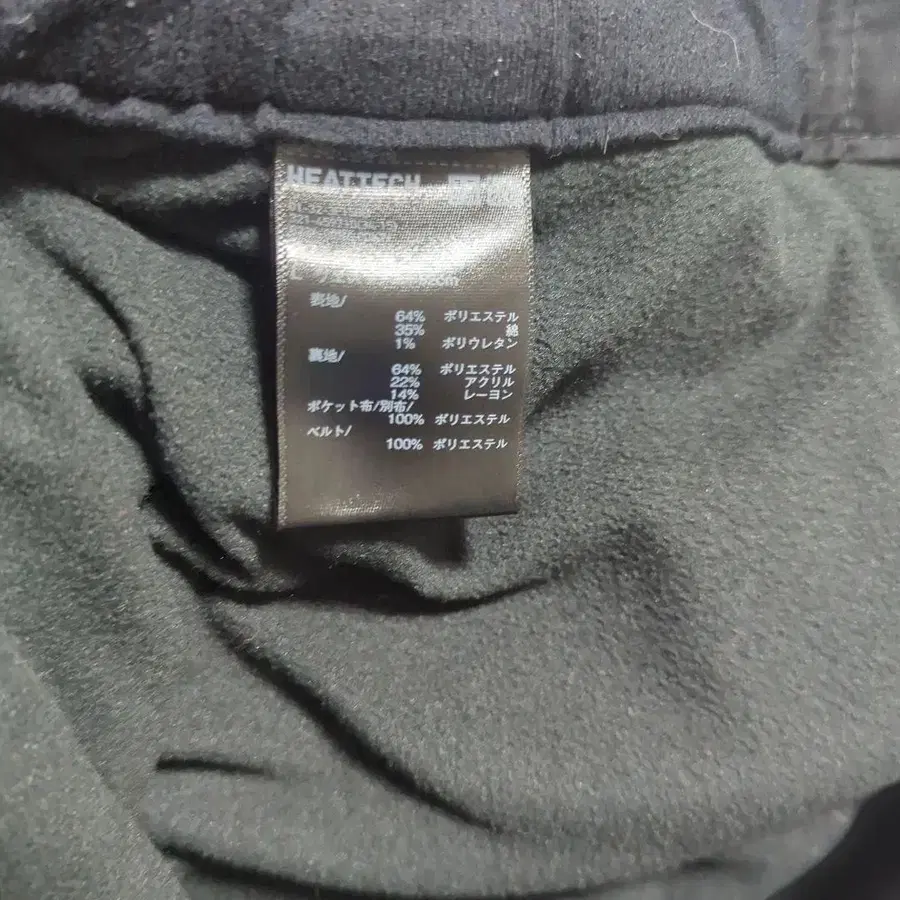 HEATTECH
表地/
64% ポリエステル
35% 綿
1% ポリウレタン
裏地/
64% ポリエステル
22% アクリル
14% レーヨン
ポケット布/別布/
100% ポリエステル
ベルト/
100% ポリエステル